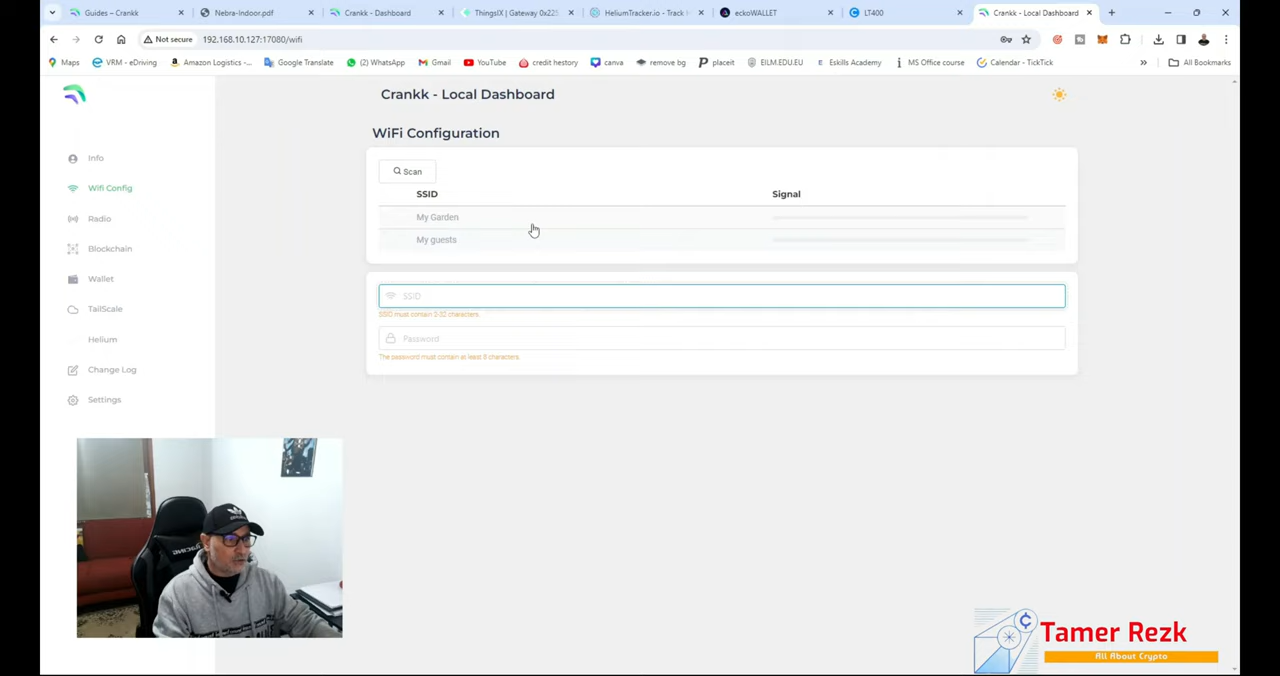 Guides – Crankk
Nebra-Indoor.pdf
Crankk - Dashboard
ThingsIX | Gateway 0x225
HeliumTracker.io - Track H
eckoWALLET
LT400
Crankk - Local Dashboard
Not secure
192.168.10.127:17080/wifi
Maps
VRM - eDriving
Amazon Logistics -...
Google Translate
(2) WhatsApp
Gmail
YouTube
credit hestory
canva
remove bg
placeit
EILM.EDU.EU
Eskills Academy
MS Office course
Calendar - TickTick
All Bookmarks
Crankk - Local Dashboard
WiFi Configuration
Info
Wifi Config
Radio
Blockchain
Wallet
TailScale
Helium
Change Log
Settings
Scan
SSID Signal
My Garden
My guests
SSID
SSID must contain 2-32 characters.
Password
The password must contain at least 8 characters.
Tamer Rezk
All About Crypto